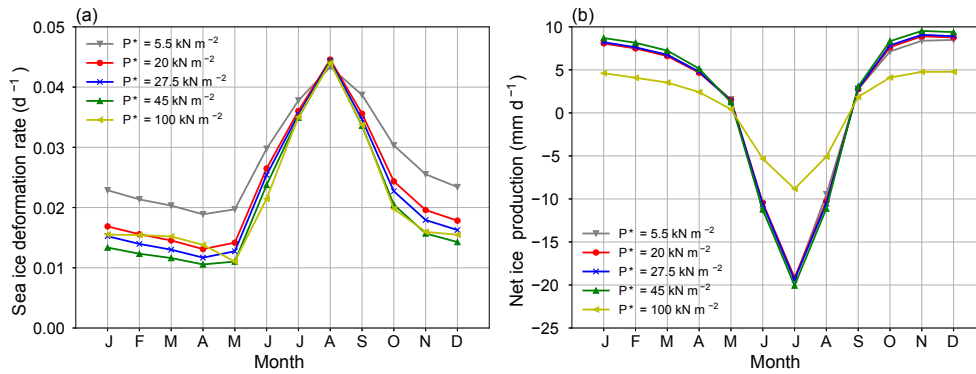 (a)
Sea ice deformation rate (d⁻¹)
0.05
0.04
0.03
0.02
0.01
0.00
P* = 5.5 kN m⁻²
P* = 20 kN m⁻²
P* = 27.5 kN m⁻²
P* = 45 kN m⁻²
P* = 100 kN m⁻²
J F M A M J J A S O N D
Month
(b)
Net ice production (mm d⁻¹)
10
5
0
−5
−10
−15
−20
−25
P* = 5.5 kN m⁻²
P* = 20 kN m⁻²
P* = 27.5 kN m⁻²
P* = 45 kN m⁻²
P* = 100 kN m⁻²
J F M A M J J A S O N D
Month